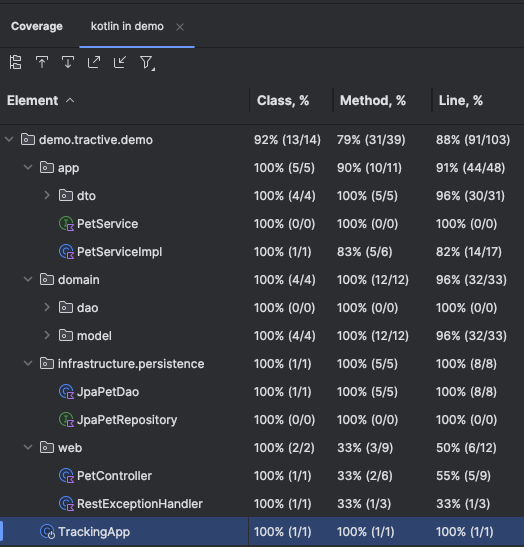 Coverage kotlin in demo
Element Class, % Method, % Line, %
demo.tractive.demo 92% (13/14) 79% (31/39) 88% (91/103)
app 100% (5/5) 90% (10/11) 91% (44/48)
dto 100% (4/4) 100% (5/5) 96% (30/31)
PetService 100% (0/0) 100% (0/0) 100% (0/0)
PetServiceImpl 100% (1/1) 83% (5/6) 82% (14/17)
domain 100% (4/4) 100% (12/12) 96% (32/33)
dao 100% (0/0) 100% (0/0) 100% (0/0)
model 100% (4/4) 100% (12/12) 96% (32/33)
infrastructure.persistence 100% (1/1) 100% (5/5) 100% (8/8)
JpaPetDao 100% (1/1) 100% (5/5) 100% (8/8)
JpaPetRepository 100% (0/0) 100% (0/0) 100% (0/0)
web 100% (2/2) 33% (3/9) 50% (6/12)
PetController 100% (1/1) 33% (2/6) 55% (5/9)
RestExceptionHandler 100% (1/1) 33% (1/3) 33% (1/3)
TrackingApp 100% (1/1) 100% (1/1) 100% (1/1)